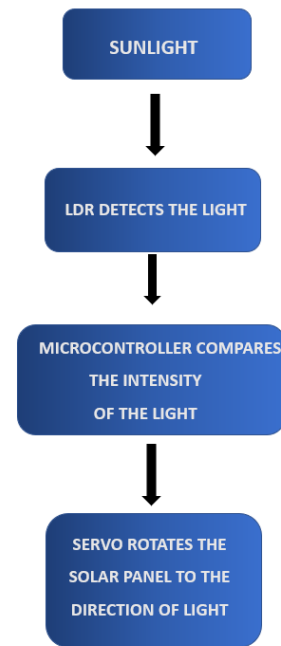 SUNLIGHT
LDR DETECTS THE LIGHT
MICROCONTROLLER COMPARES
THE INTENSITY
OF THE LIGHT
SERVO ROTATES THE
SOLAR PANEL TO THE
DIRECTION OF LIGHT